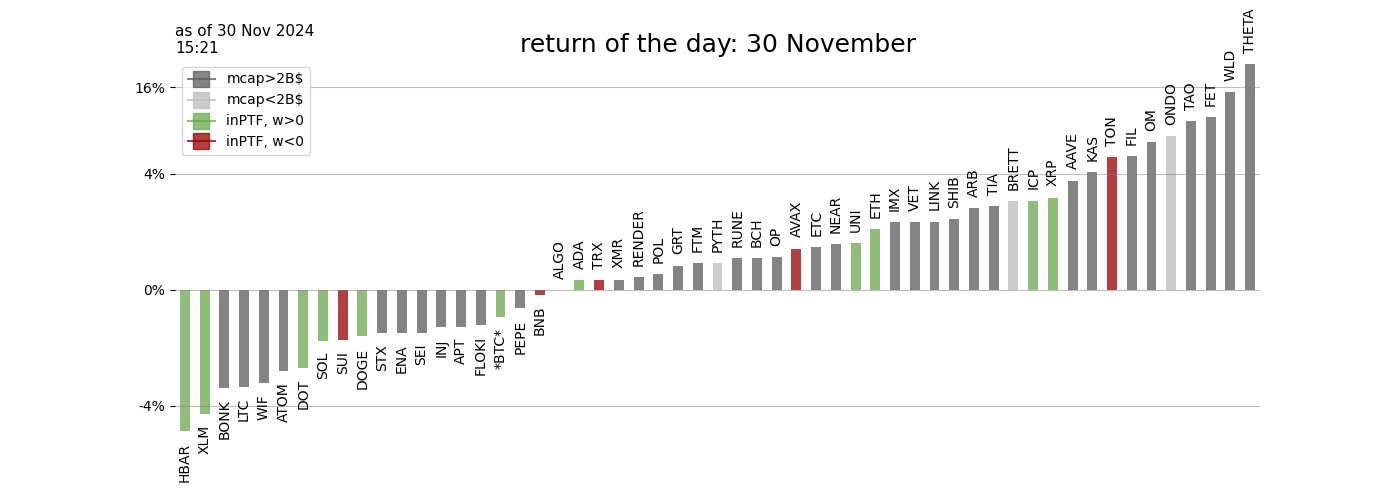 as of 30 Nov 2024
15:21
return of the day: 30 November
mcap>2B$
mcap<2B$
inPTF, w>0
inPTF, w<0
16%
4%
0%
-4%
HBAR
XLM
BONK
LTC
WIF
ATOM
DOT
SOL
SUI
DOGE
STX
ENA
SEI
INJ
APT
FLOKI
*BTC*
PEPE
BNB
ALGO
ADA
TRX
XMR
RENDER
POL
GRT
FTM
PYTH
RUNE
BCH
OP
AVAX
ETC
NEAR
UNI
ETH
IMX
VET
LINK
SHIB
ARB
TIA
BRETT
ICP
XRP
AAVE
KAS
TON
FIL
OM
ONDO
TAO
FET
WLD
THETA